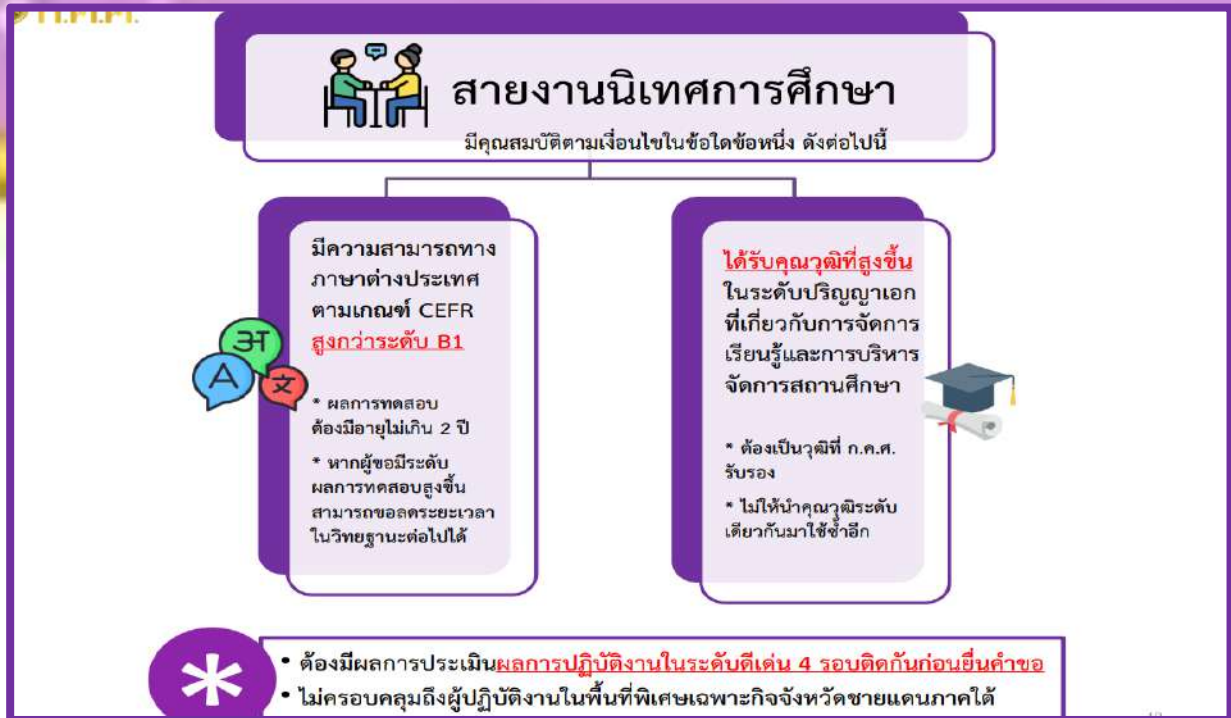 ก.ค.ศ.
สายงานนิเทศการศึกษา
มีคุณสมบัติตามเงื่อนไขในข้อใดข้อหนึ่ง ดังต่อไปนี้
มีความสามารถทาง
ภาษาต่างประเทศ
ตามเกณฑ์ CEFR
สูงกว่าระดับ B1
* ผลการทดสอบ
ต้องมีอายุไม่เกิน 2 ปี
* หากผู้ขอมีระดับ
ผลการทดสอบสูงขึ้น
สามารถขอลดระยะเวลา
ในวิทยฐานะต่อไปได้
अ
A
文
ได้รับคุณวุฒิที่สูงขึ้น
ในระดับปริญญาเอก
ที่เกี่ยวกับการจัดการ
เรียนรู้และการบริหาร
จัดการสถานศึกษา
* ต้องเป็นวุฒิที่ ก.ค.ศ.
รับรอง
* ไม่ให้นำคุณวุฒิระดับ
เดียวกันมาใช้ซ้ำอีก
*
• ต้องมีผลการประเมินผลการปฏิบัติงานในระดับดีเด่น 4 รอบติดกันก่อนยื่นคำขอ
• ไม่ครอบคลุมถึงผู้ปฏิบัติงานในพื้นที่พิเศษเฉพาะกิจจังหวัดชายแดนภาคใต้